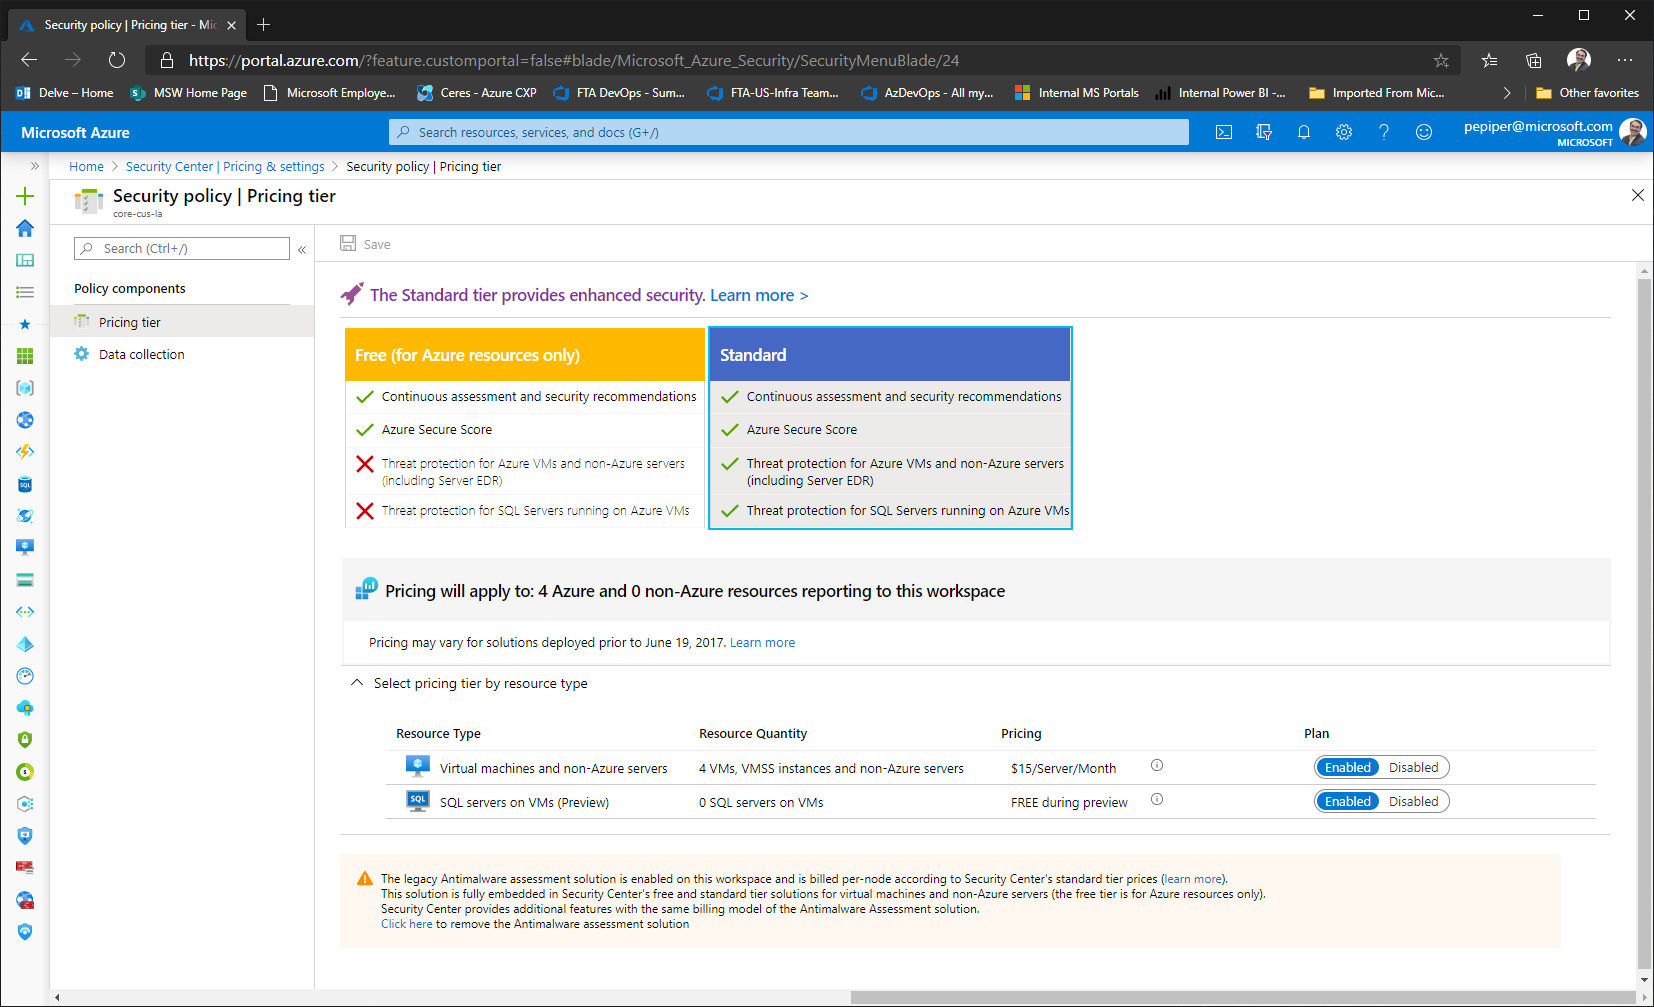 Security policy | Pricing tier - Mic
https://portal.azure.com/?feature.customportal=false#blade/Microsoft_Azure_Security/SecurityMenuBlade/24
Delve – Home
MSW Home Page
Microsoft Employe...
Ceres - Azure CXP
FTA DevOps - Sum...
FTA-US-Infra Team...
AzDevOps - All my...
Internal MS Portals
Internal Power BI -...
Imported From Mic...
Other favorites
Microsoft Azure
Search resources, services, and docs (G+/)
pepiper@microsoft.com
MICROSOFT
Home > Security Center | Pricing & settings > Security policy | Pricing tier
Security policy | Pricing tier
core-cus-la
Search (Ctrl+/)
«
Save
Policy components
Pricing tier
Data collection
The Standard tier provides enhanced security. Learn more >
Free (for Azure resources only)
Continuous assessment and security recommendations
Azure Secure Score
Threat protection for Azure VMs and non-Azure servers
(including Server EDR)
Threat protection for SQL Servers running on Azure VMs
Standard
Continuous assessment and security recommendations
Azure Secure Score
Threat protection for Azure VMs and non-Azure servers
(including Server EDR)
Threat protection for SQL Servers running on Azure VMs
Pricing will apply to: 4 Azure and 0 non-Azure resources reporting to this workspace
Pricing may vary for solutions deployed prior to June 19, 2017. Learn more
Select pricing tier by resource type
Resource Type Resource Quantity Pricing Plan
Virtual machines and non-Azure servers 4 VMs, VMSS instances and non-Azure servers $15/Server/Month Enabled Disabled
SQL SQL servers on VMs (Preview) 0 SQL servers on VMs FREE during preview Enabled Disabled
The legacy Antimalware assessment solution is enabled on this workspace and is billed per-node according to Security Center's standard tier prices (learn more).
This solution is fully embedded in Security Center's free and standard tier solutions for virtual machines and non-Azure servers (the free tier is for Azure resources only).
Security Center provides additional features with the same billing model of the Antimalware Assessment solution.
Click here to remove the Antimalware assessment solution